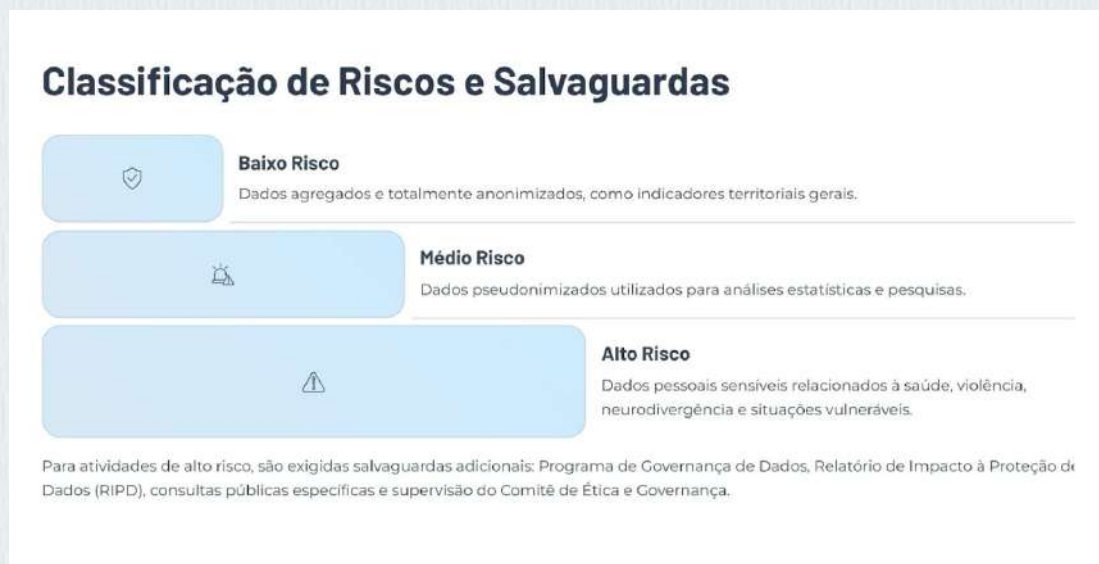 Classificação de Riscos e Salvaguardas
Baixo Risco
Dados agregados e totalmente anonimizados, como indicadores territoriais gerais.
Médio Risco
Dados pseudonimizados utilizados para análises estatísticas e pesquisas.
Alto Risco
Dados pessoais sensíveis relacionados à saúde, violência,
neurodivergência e situações vulneráveis.
Para atividades de alto risco, são exigidas salvaguardas adicionais: Programa de Governança de Dados, Relatório de Impacto à Proteção de
Dados (RIPD), consultas públicas específicas e supervisão do Comitê de Ética e Governança.